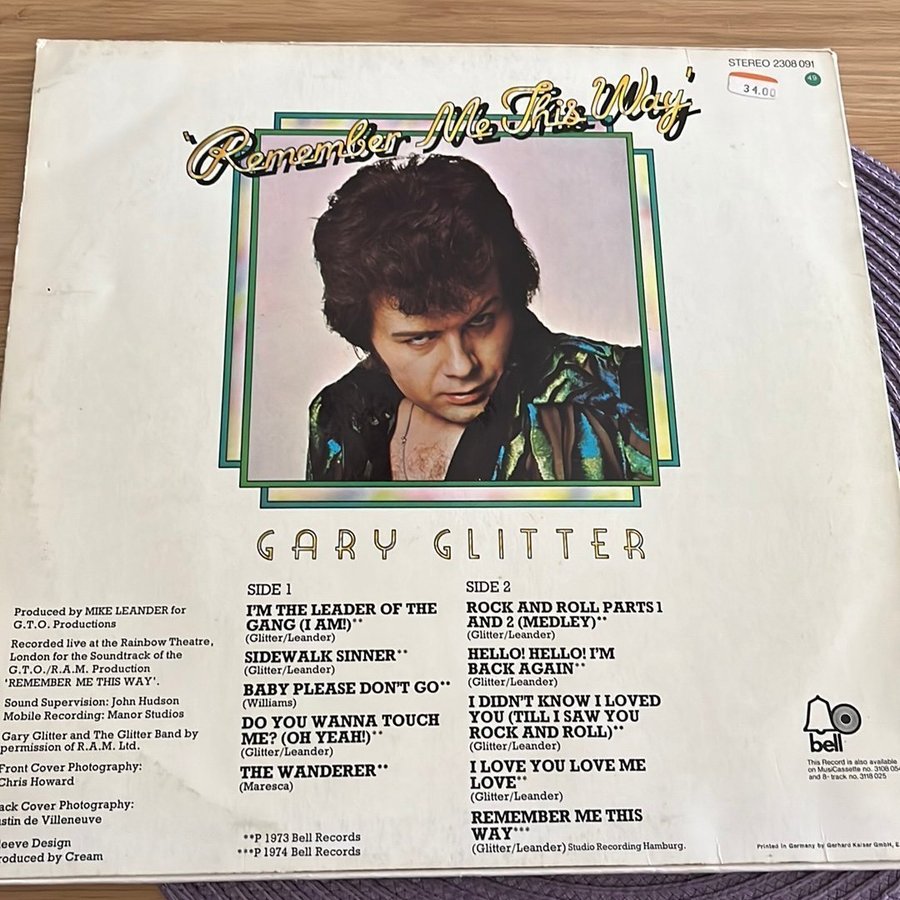 STEREO 2308 091
49
34.00
'Remember Me This Way'
GARY GLITTER
Produced by MIKE LEANDER for
G.T.O. Productions
Recorded live at the Rainbow Theatre,
London for the Soundtrack of the
G.T.O./R.A.M. Production
'REMEMBER ME THIS WAY'.
Sound Supervision: John Hudson
Mobile Recording: Manor Studios
Gary Glitter and The Glitter Band by
permission of R.A.M. Ltd.
Front Cover Photography:
Chris Howard
ack Cover Photography:
stin de Villeneuve
leeve Design
roduced by Cream
SIDE 1
I'M THE LEADER OF THE
GANG (I AM!)**
(Glitter/Leander)
SIDEWALK SINNER**
(Glitter/Leander)
BABY PLEASE DON'T GO**
(Williams)
DO YOU WANNA TOUCH
ME? (OH YEAH!)**
(Glitter/Leander)
THE WANDERER**
(Maresca)
**P 1973 Bell Records
***P 1974 Bell Records
SIDE 2
ROCK AND ROLL PARTS 1
AND 2 (MEDLEY)**
(Glitter/Leander)
HELLO! HELLO! I'M
BACK AGAIN**
(Glitter/Leander)
I DIDN'T KNOW I LOVED
YOU (TILL I SAW YOU
ROCK AND ROLL)**
(Glitter/Leander)
I LOVE YOU LOVE ME
LOVE**
(Glitter/Leander)
REMEMBER ME THIS
WAY***
(Glitter/Leander) Studio Recording Hamburg.
bell
This Record is also available
on MusiCassette no. 3108 054
and 8-track no. 3118 025
Printed in Germany by Gerhard Kaiser GmbH, E